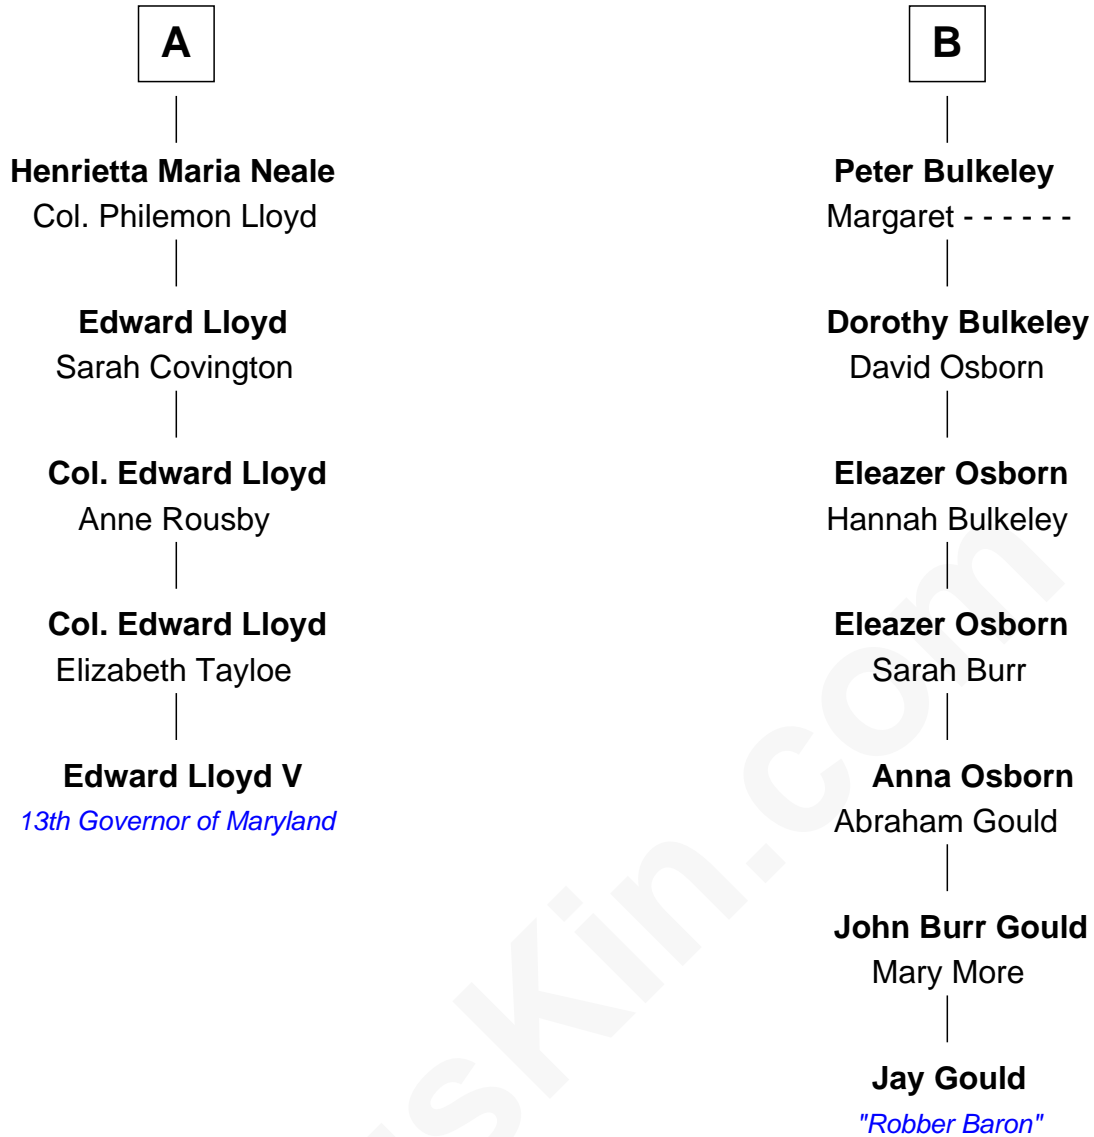 A
Henrietta Maria Neale
Col. Philemon Lloyd
Edward Lloyd
Sarah Covington
Col. Edward Lloyd
Anne Rousby
Col. Edward Lloyd
Elizabeth Tayloe
Edward Lloyd V
13th Governor of Maryland
B
Peter Bulkeley
Margaret - - - - - -
Dorothy Bulkeley
David Osborn
Eleazer Osborn
Hannah Bulkeley
Eleazer Osborn
Sarah Burr
Anna Osborn
Abraham Gould
John Burr Gould
Mary More
Jay Gould
"Robber Baron"